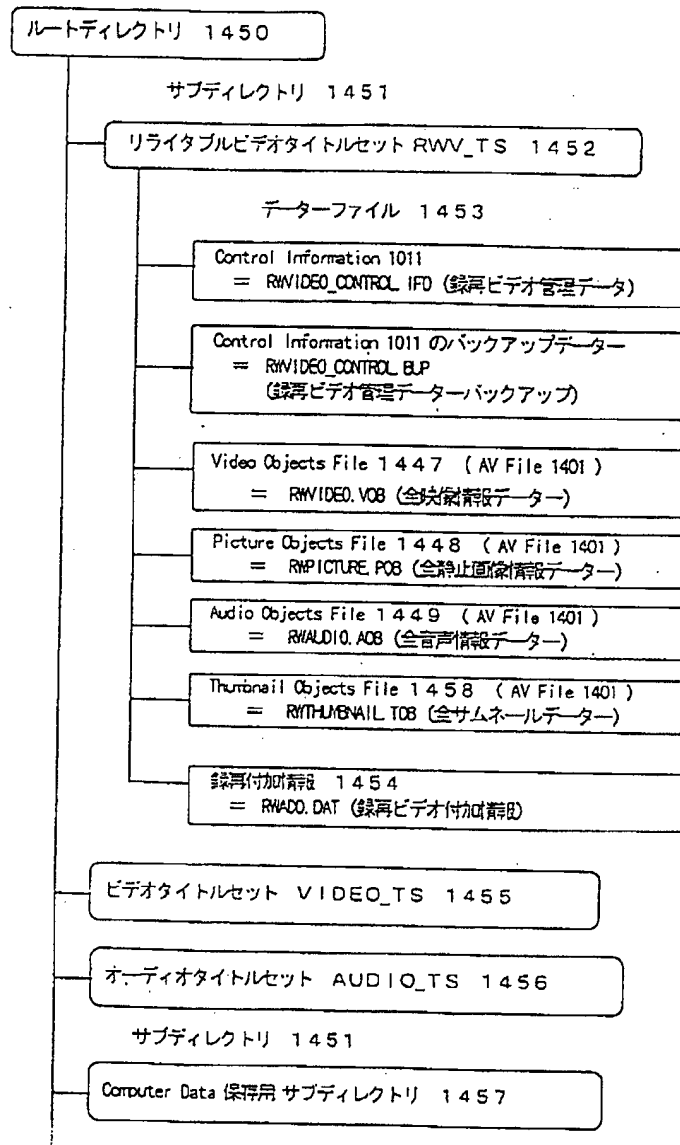 ルートディレクトリ 1450
サブディレクトリ 1451
リライタブルビデオタイトルセット RWV_TS 1452
データーファイル 1453
Control Information 1011
= RWVIDEO_CONTROL.IFO (録再ビデオ管理データ)
Control Information 1011 のバックアップデーター
= RWVIDEO_CONTROL.BUP
(録再ビデオ管理データーバックアップ)
Video Objects File 1447 ( AV File 1401 )
= RWVIDEO.VOB (全映像情報データー)
Picture Objects File 1448 ( AV File 1401 )
= RWPICTURE.POB (全静止画像情報データー)
Audio Objects File 1449 ( AV File 1401 )
= RWAUDIO.AOB (全音声情報データー)
Thumbnail Objects File 1458 ( AV File 1401 )
= RWTHUMBNAIL.TOB (全サムネールデーター)
録再付加情報 1454
= RWADD.DAT (録再ビデオ付加情報)
ビデオタイトルセット VIDEO_TS 1455
オーディオタイトルセット AUDIO_TS 1456
サブディレクトリ 1451
Computer Data 保存用 サブディレクトリ 1457